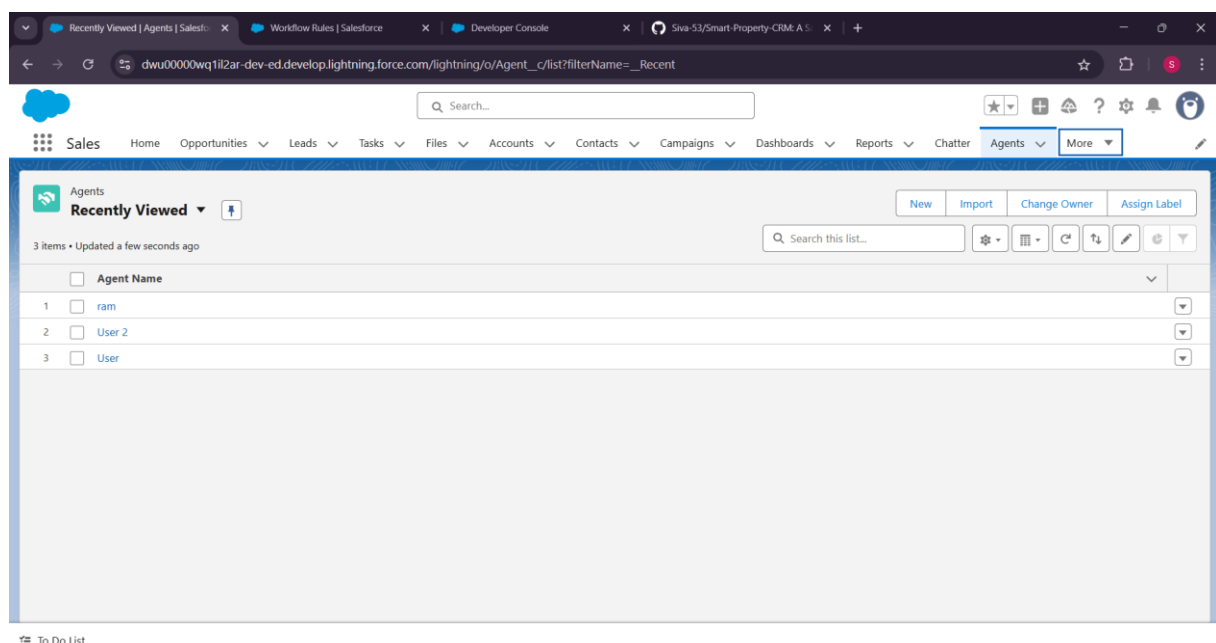 Recently Viewed | Agents | Salesfo
Workflow Rules | Salesforce
Developer Console
Siva-53/Smart-Property-CRM: A S
dwu00000wq1il2ar-dev-ed.develop.lightning.force.com/lightning/o/Agent__c/list?filterName=__Recent
S
Search...
Sales Home Opportunities Leads Tasks Files Accounts Contacts Campaigns Dashboards Reports Chatter Agents More
Agents
Recently Viewed
New Import Change Owner Assign Label
3 items • Updated a few seconds ago
Search this list...
Agent Name
1 ram
2 User 2
3 User
To Do List